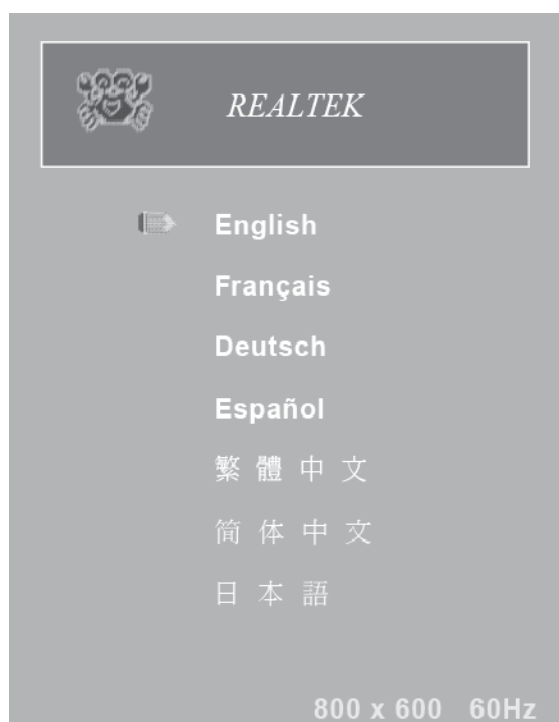 REALTEK
English
Français
Deutsch
Español
繁體中文
简体中文
日本語
800 x 600 60Hz